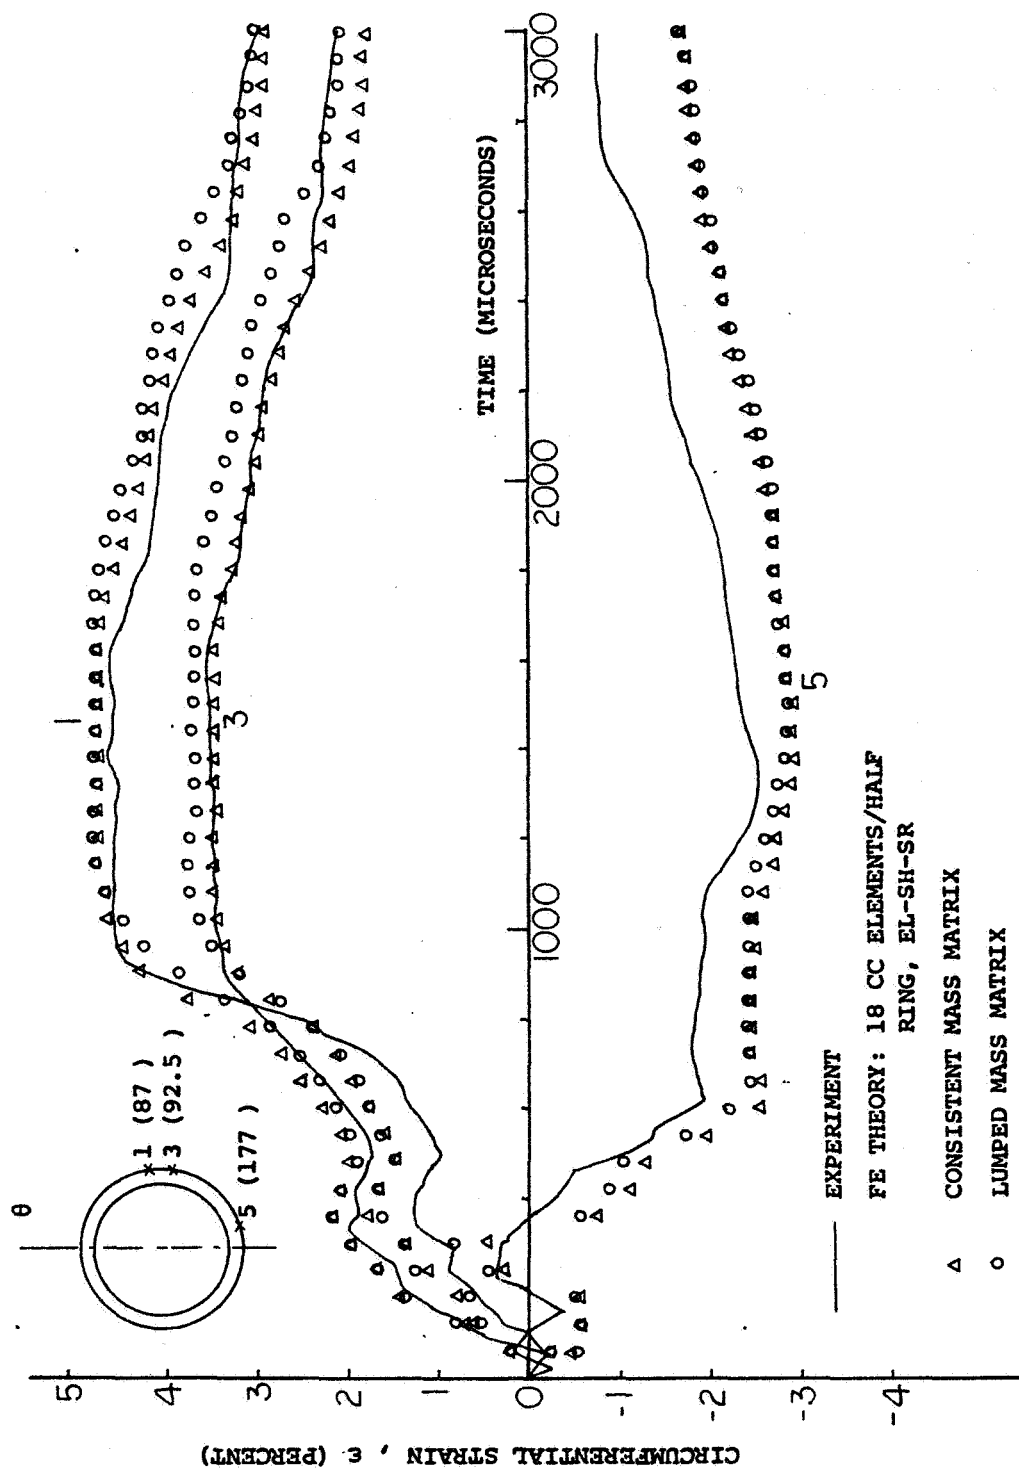 θ
1 (87 )
3 (92.5 )
5 (177 )
1
3
5
CIRCUMFERENTIAL STRAIN , ε (PERCENT)
5
4
3
2
1
0
-1
-2
-3
-4
1000
2000
3000
TIME (MICROSECONDS)
EXPERIMENT
FE THEORY: 18 CC ELEMENTS/HALF
RING, EL-SH-SR
Δ CONSISTENT MASS MATRIX
O LUMPED MASS MATRIX